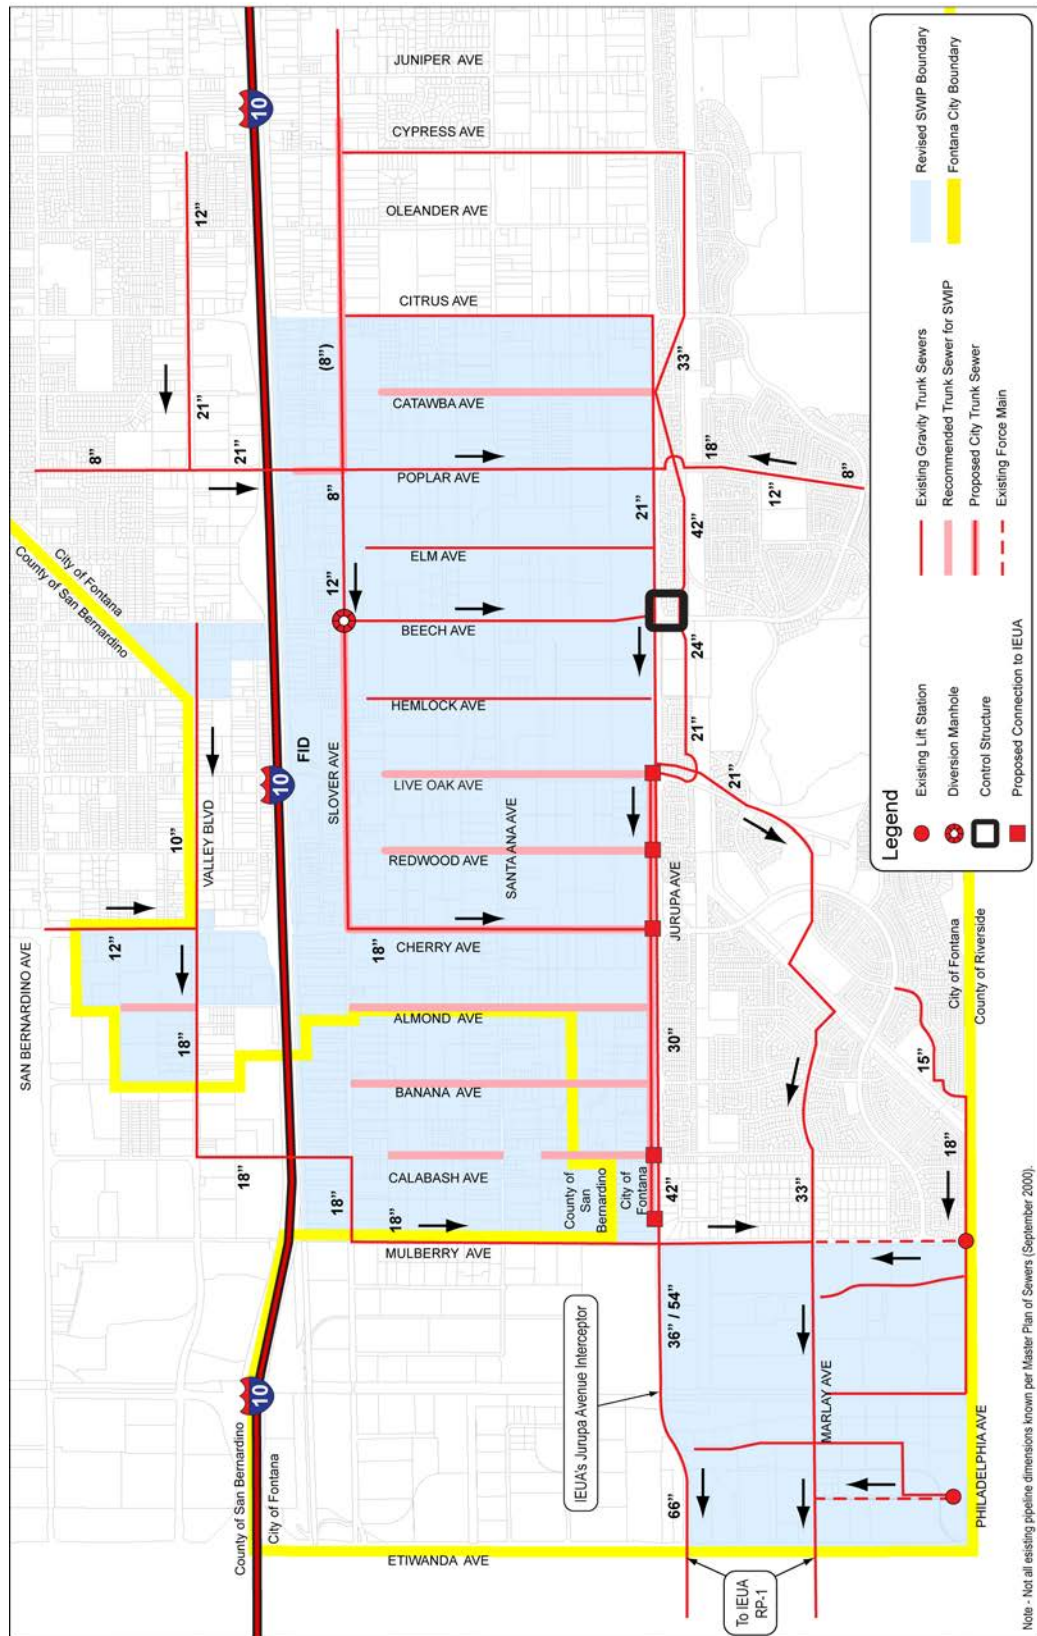 JUNIPER AVE
CYPRESS AVE
OLEANDER AVE
CITRUS AVE
CATAWBA AVE
POPLAR AVE
ELM AVE
BEECH AVE
HEMLOCK AVE
LIVE OAK AVE
REDWOOD AVE
CHERRY AVE
ALMOND AVE
BANANA AVE
CALABASH AVE
MULBERRY AVE
ETIWANDA AVE
SAN BERNARDINO AVE
VALLEY BLVD
SLOVER AVE
SANTA ANA AVE
JURUPA AVE
MARLAY AVE
PHILADELPHIA AVE
FID
10
10
10
12”
21”
8”
21”
10”
12”
18”
18”
18”
18”
18”
(8”)
8”
12”
33”
18”
12”
8”
21”
42”
24”
21”
21”
30”
42”
33”
15”
18”
36” / 54”
66”
City of Fontana
County of San Bernardino
County of San Bernardino
City of Fontana
County of
San
Bernardino
City of
Fontana
City of Fontana
County of Riverside
IEUA's Jurupa Avenue Interceptor
To IEUA
RP-1
Legend
Existing Lift Station
Diversion Manhole
Control Structure
Proposed Connection to IEUA
Existing Gravity Trunk Sewers
Recommended Trunk Sewer for SWIP
Proposed City Trunk Sewer
Existing Force Main
Revised SWIP Boundary
Fontana City Boundary
Note - Not all esisting pipeline dimensions known per Master Plan of Sewers (September 2000).